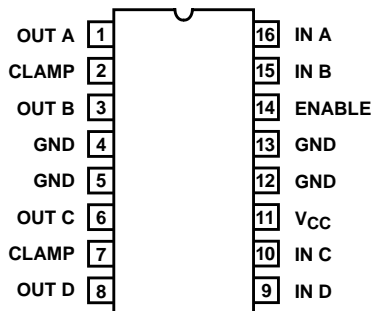 OUT A 1 16 IN A
CLAMP 2 15 IN B
OUT B 3 14 ENABLE
GND 4 13 GND
GND 5 12 GND
OUT C 6 11 VCC
CLAMP 7 10 IN C
OUT D 8 9 IN D